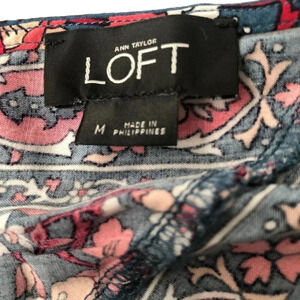 ANN TAYLOR
LOFT
M
MADE IN
PHILIPPINES